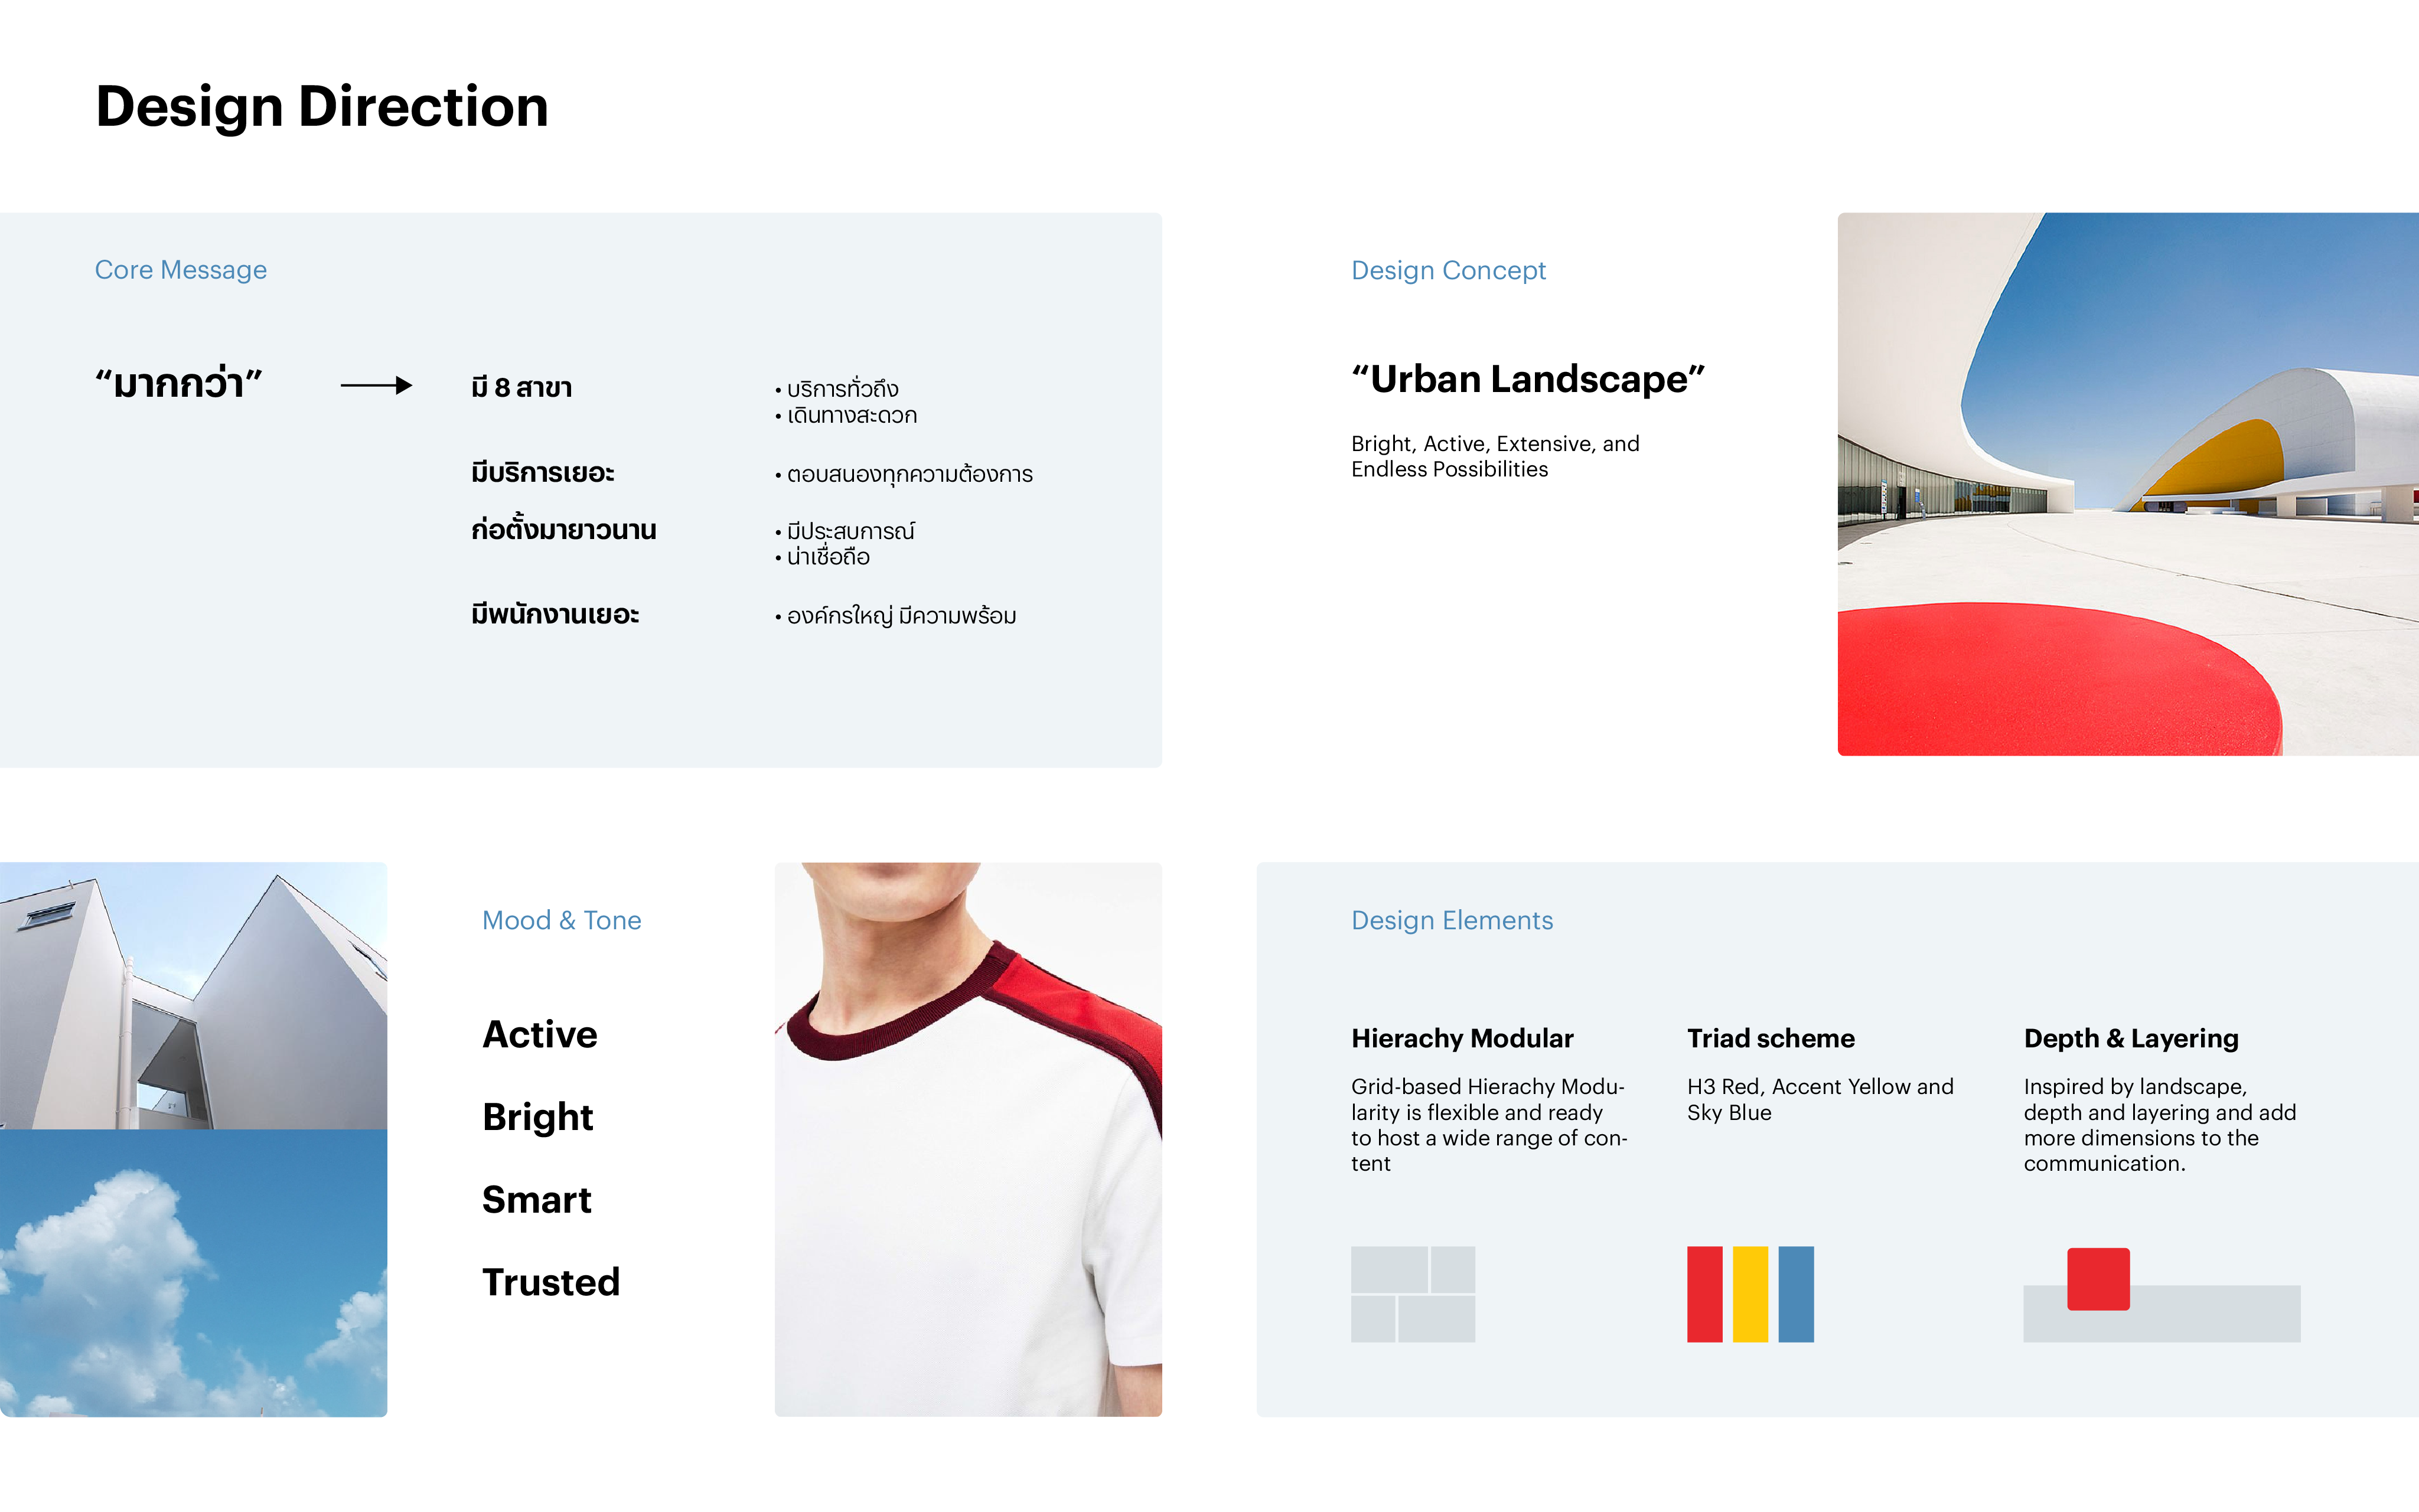 Design Direction
Core Message
“มากกว่า”
มี 8 สาขา
• บริการทั่วถึง
• เดินทางสะดวก
มีบริการเยอะ
• ตอบสนองทุกความต้องการ
ก่อตั้งมายาวนาน
• มีประสบการณ์
• น่าเชื่อถือ
มีพนักงานเยอะ
• องค์กรใหญ่ มีความพร้อม
Design Concept
“Urban Landscape”
Bright, Active, Extensive, and
Endless Possibilities
Mood & Tone
Active
Bright
Smart
Trusted
Design Elements
Hierachy Modular
Grid-based Hierachy Modu-
larity is flexible and ready
to host a wide range of con-
tent
Triad scheme
H3 Red, Accent Yellow and
Sky Blue
Depth & Layering
Inspired by landscape,
depth and layering and add
more dimensions to the
communication.